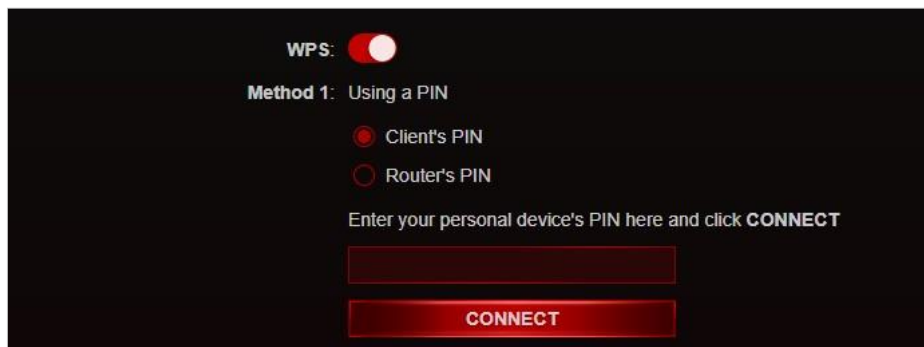 WPS:
Method 1: Using a PIN
Client's PIN
Router's PIN
Enter your personal device's PIN here and click CONNECT
CONNECT